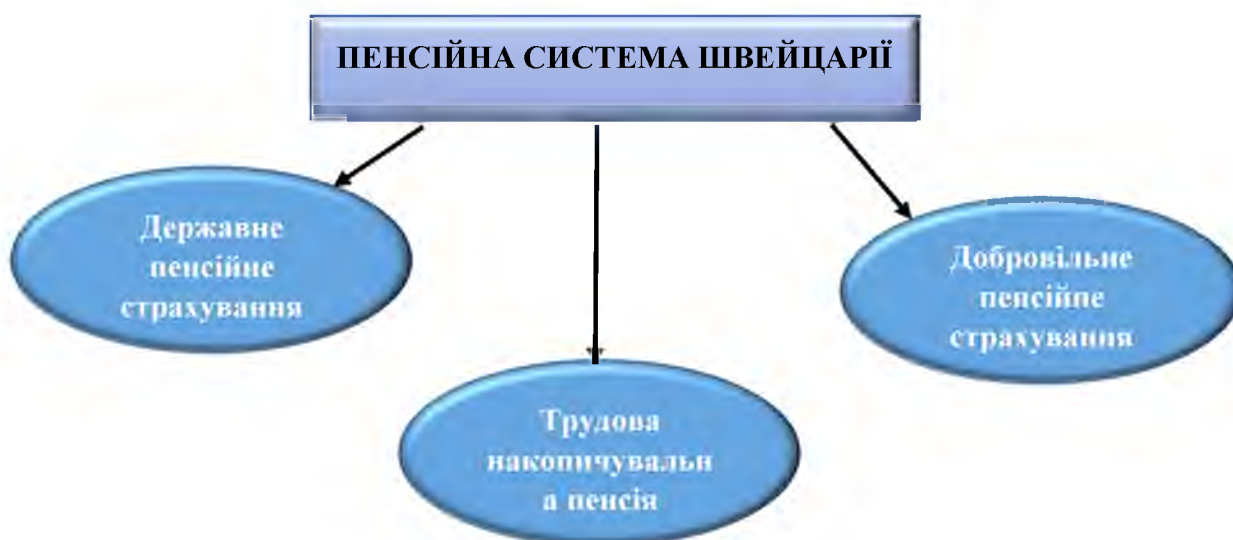 ПЕНСІЙНА СИСТЕМА ШВЕЙЦАРІЇ
Державне
пенсійне
страхування
Трудова
накопичувальн
а пенсія
Добровільне
пенсійне
страхування